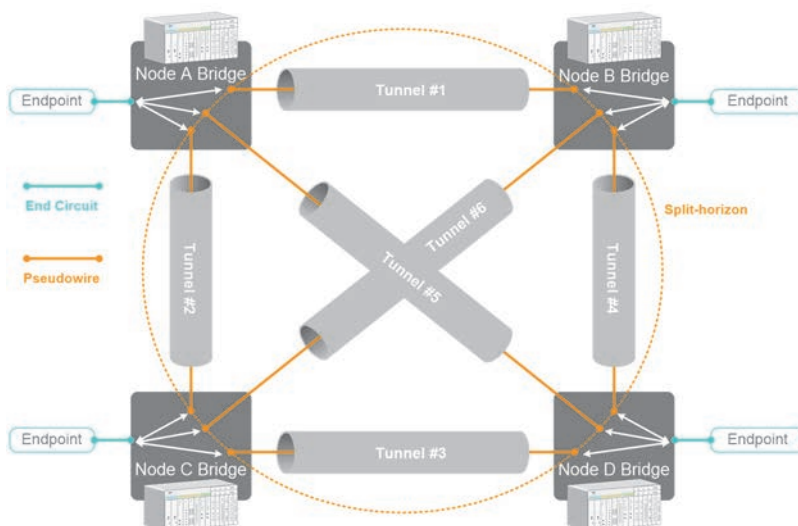 Node A Bridge
Node B Bridge
Endpoint
Tunnel #1
Endpoint
End Circuit
Pseudowire
Tunnel #2
Tunnel #6
Tunnel #5
Tunnel #4
Split-horizon
Endpoint
Tunnel #3
Endpoint
Node C Bridge
Node D Bridge